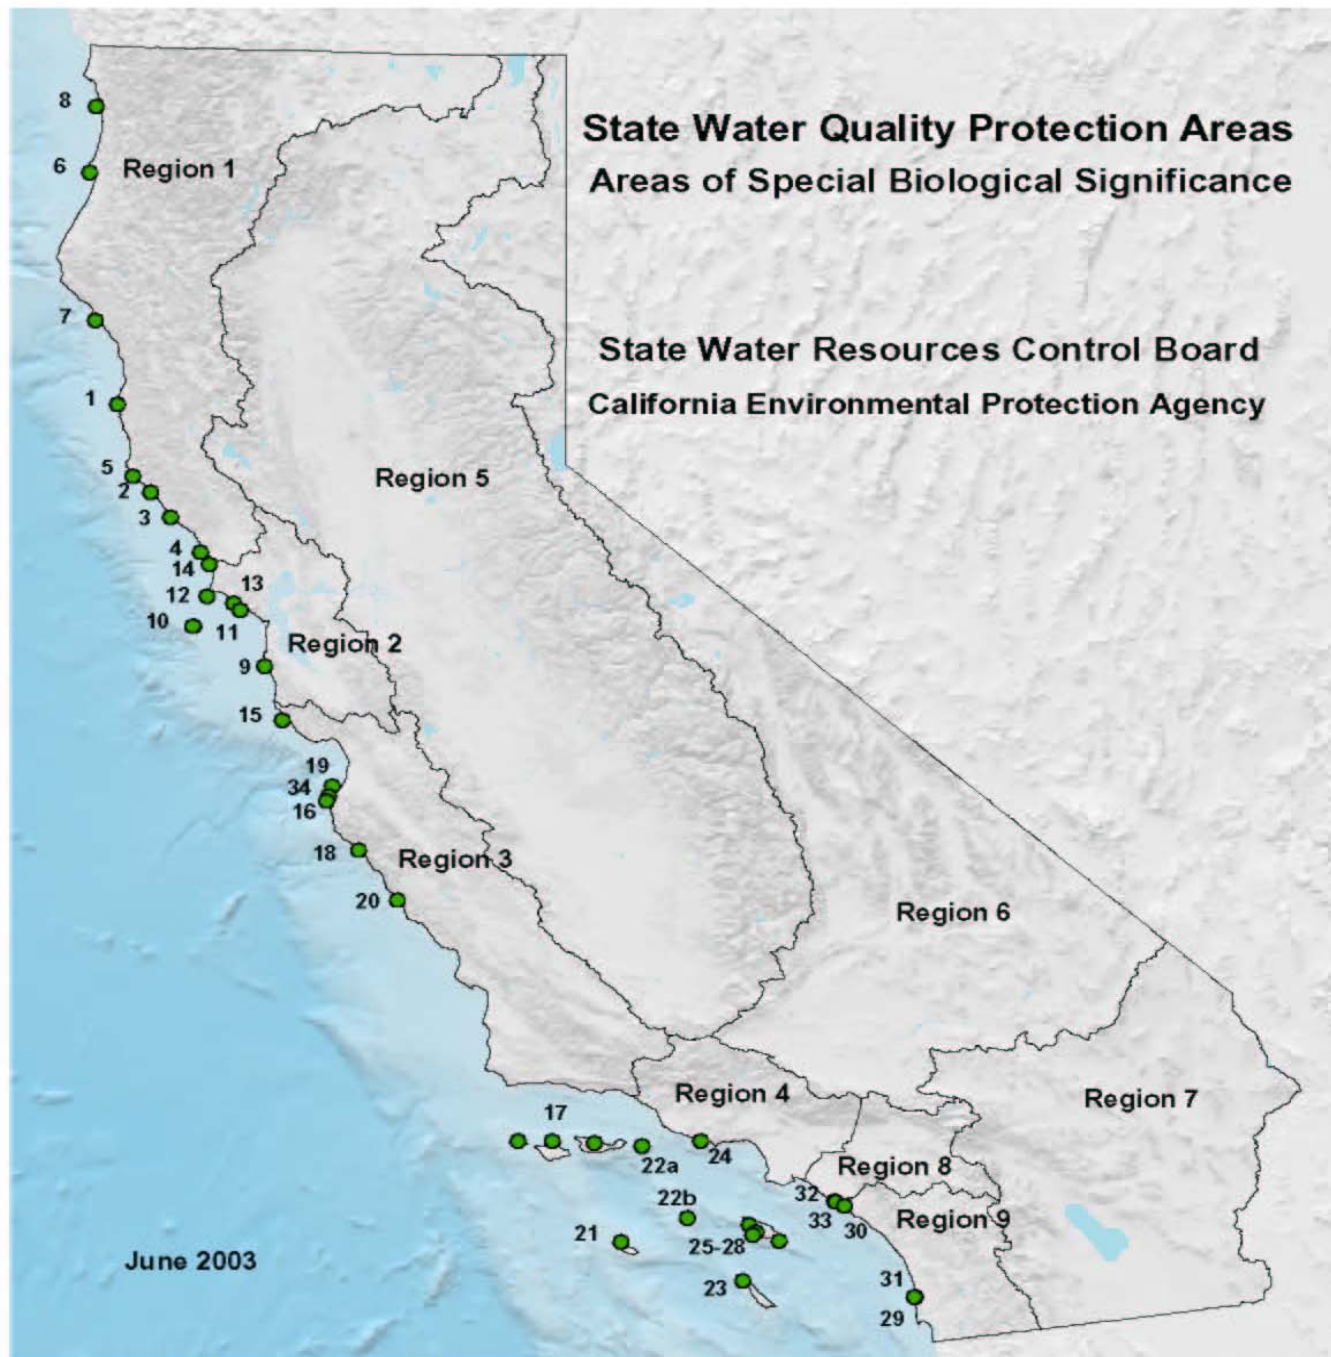 State Water Quality Protection Areas
Areas of Special Biological Significance
State Water Resources Control Board
California Environmental Protection Agency
8
6
Region 1
7
1
5
2
3
4
14
13
12
10
11
9
15
Region 5
Region 2
19
34
16
18
Region 3
20
Region 6
Region 4
Region 7
17
24
22a
Region 8
32
22b
33
30
Region 9
21
25-28
23
31
29
June 2003